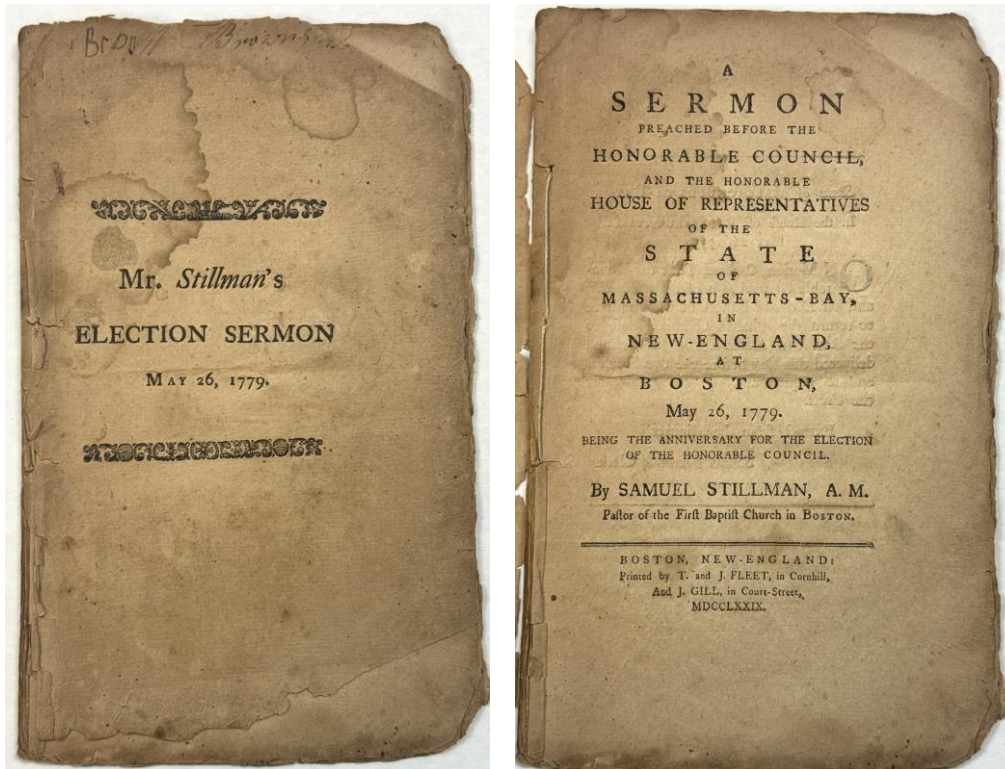 Mr. Stillman's
ELECTION SERMON
MAY 26, 1779.
A
SERMON
PREACHED BEFORE THE
HONORABLE COUNCIL,
AND THE HONORABLE
HOUSE OF REPRESENTATIVES
OF THE
STATE
OF
MASSACHUSETTS-BAY,
IN
NEW-ENGLAND,
AT
BOSTON,
May 26, 1779.
BEING THE ANNIVERSARY FOR THE ELECTION
OF THE HONORABLE COUNCIL.
By SAMUEL STILLMAN, A. M.
Paſtor of the Firſt Baptiſt Church in BOSTON.
BOSTON, NEW-ENGLAND:
Printed by T. and J. FLEET, in Cornhill,
And J. GILL, in Court-Street,
MDCCLXXIX.